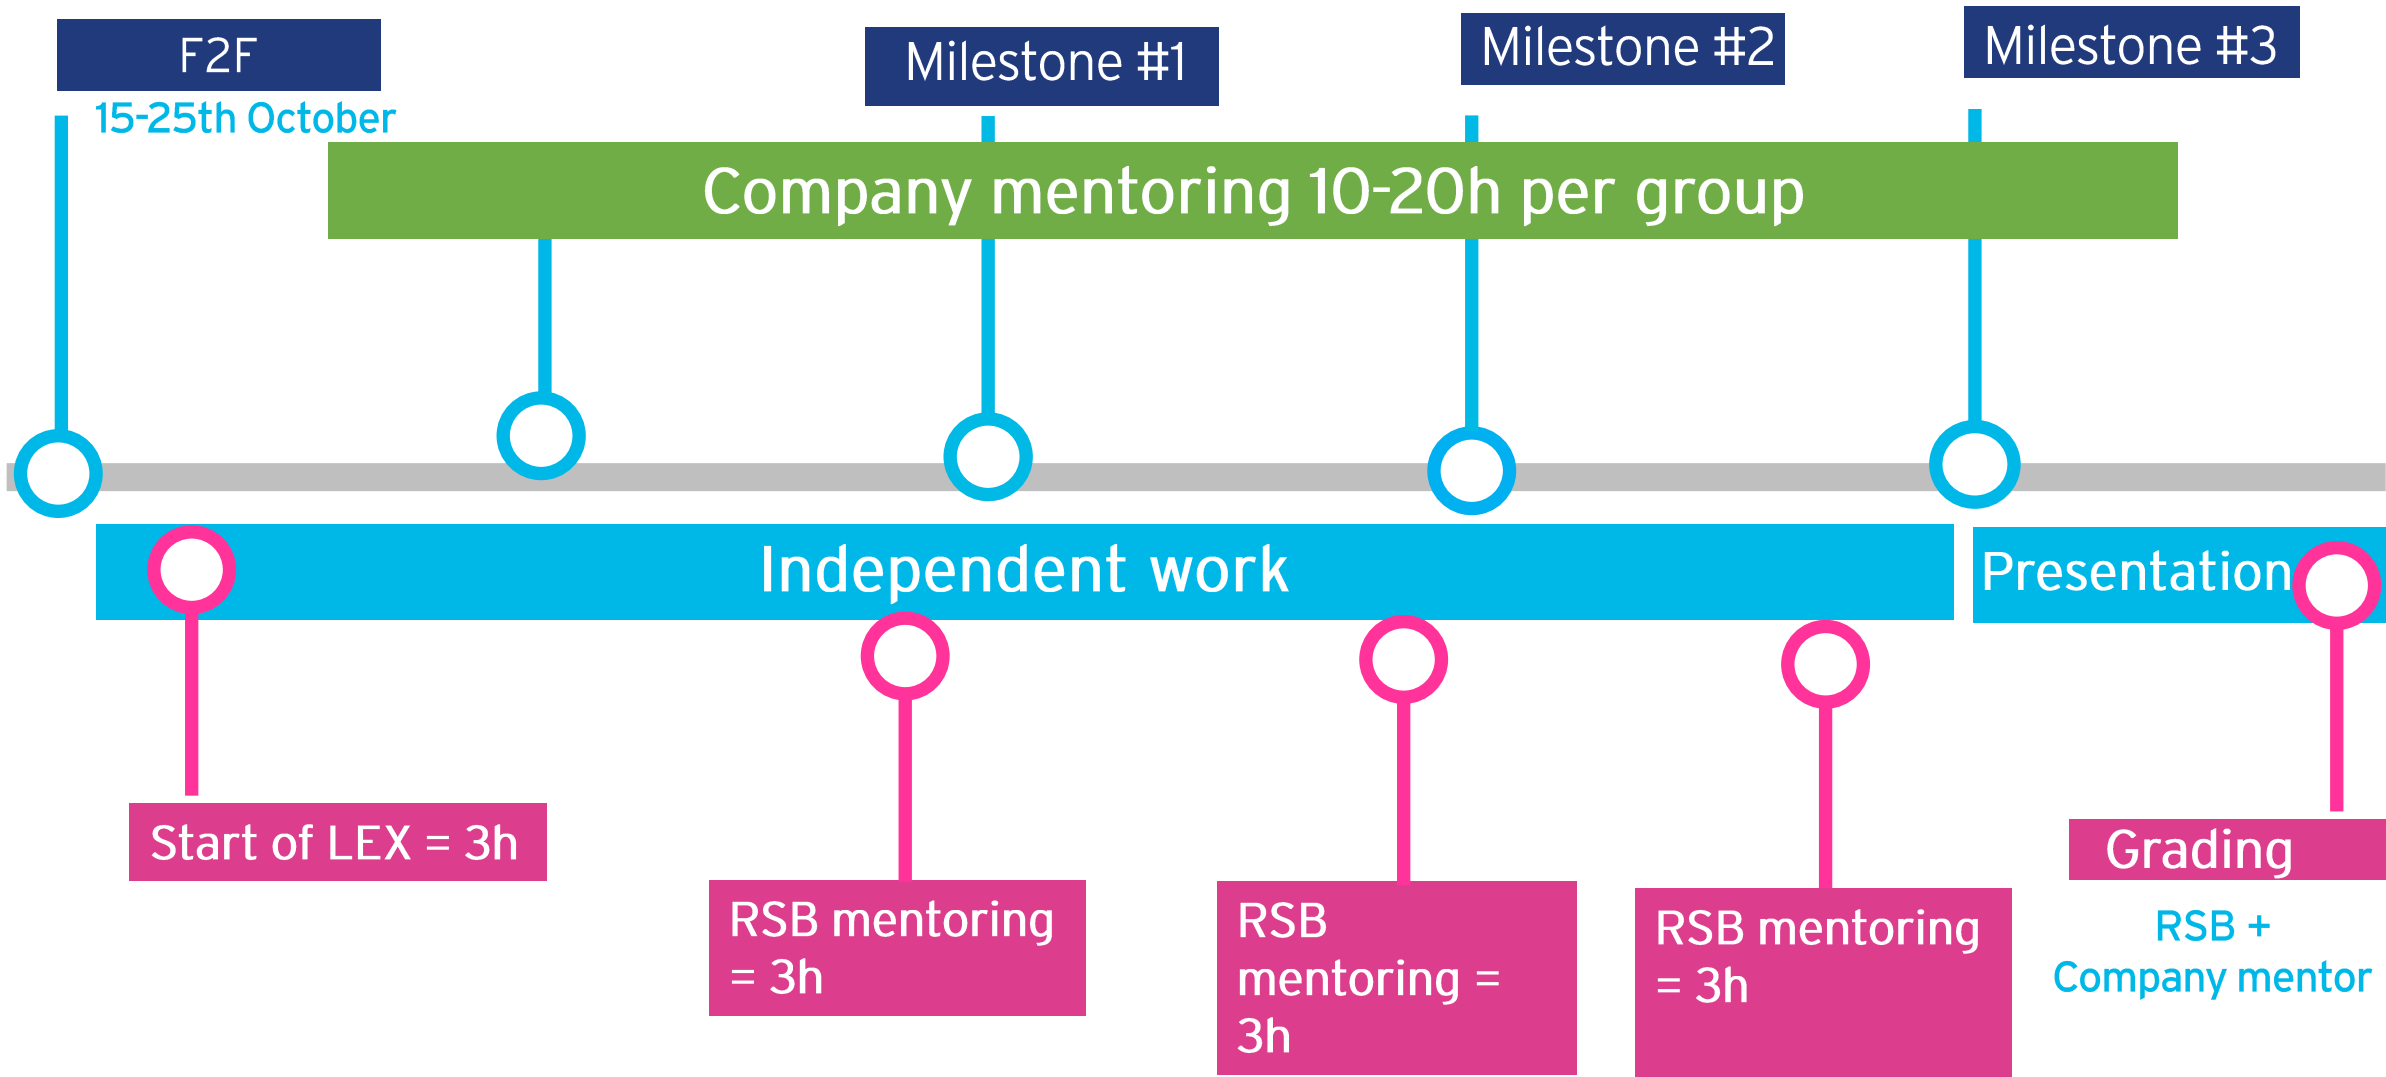 F2F
15-25th October
Milestone #1
Milestone #2
Milestone #3
Company mentoring 10-20h per group
Independent work
Presentation
Start of LEX = 3h
RSB mentoring
= 3h
RSB
mentoring =
3h
RSB mentoring
= 3h
Grading
RSB +
Company mentor